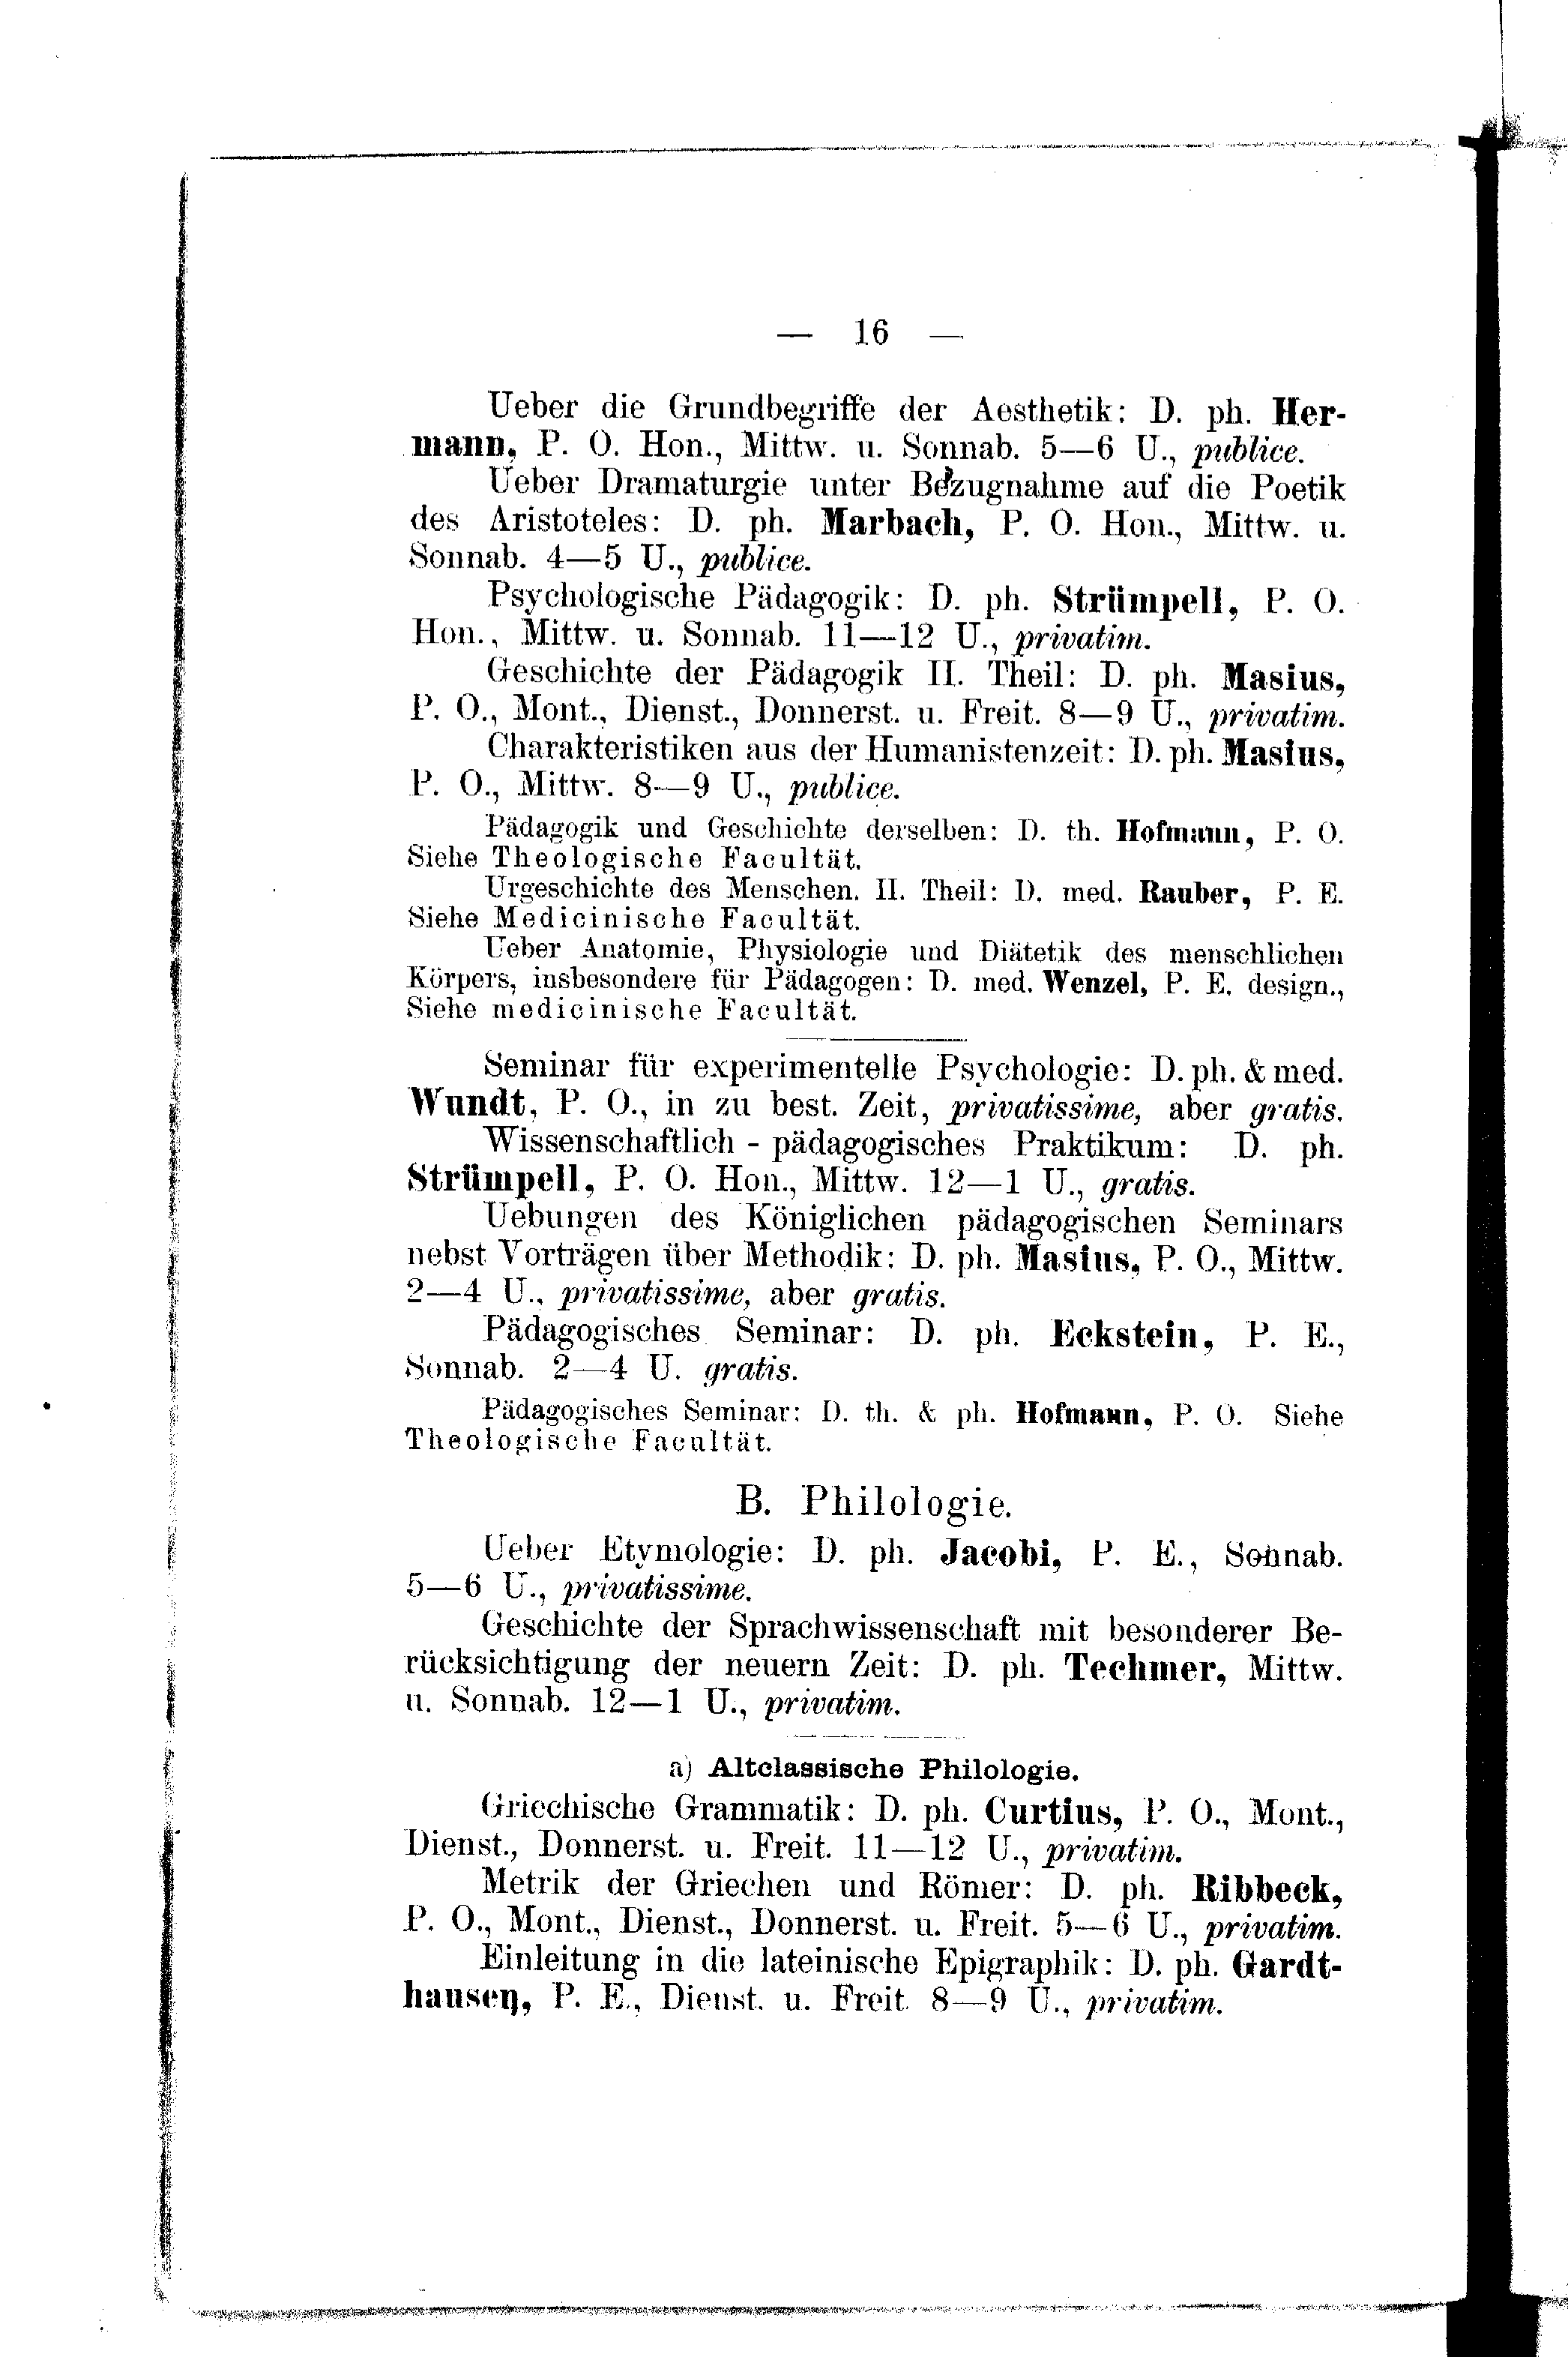 — 16 —
Ueber die Grundbegriffe der Aesthetik: D. ph. Her-
mann, P. O. Hon., Mittw. u. Sonnab. 5—6 U., publice.
Ueber Dramaturgie unter Bezugnahme auf die Poetik
des Aristoteles: D. ph. Marbach, P. O. Hon., Mittw. u.
Sonnab. 4—5 U., publice.
Psychologische Pädagogik: D. ph. Strümpell, P. O.
Hon., Mittw. u. Sonnab. 11—12 U., privatim.
Geschichte der Pädagogik II. Theil: D. ph. Masius,
P. O., Mont., Dienst., Donnerst. u. Freit. 8—9 U., privatim.
Charakteristiken aus der Humanistenzeit: D. ph. Masius,
P. O., Mittw. 8—9 U., publice.
Pädagogik und Geschichte derselben: D. th. Hofmann, P. O.
Siehe Theologische Facultät.
Urgeschichte des Menschen. II. Theil: D. med. Rauber, P. E.
Siehe Medicinische Facultät.
Ueber Anatomie, Physiologie und Diätetik des menschlichen
Körpers, insbesondere für Pädagogen: D. med. Wenzel, P. E. design.,
Siehe medicinische Facultät.
Seminar für experimentelle Psychologie: D. ph. & med.
Wundt, P. O., in zu best. Zeit, privatissime, aber gratis.
Wissenschaftlich - pädagogisches Praktikum: D. ph.
Strümpell, P. O. Hon., Mittw. 12—1 U., gratis.
Uebungen des Königlichen pädagogischen Seminars
nebst Vorträgen über Methodik: D. ph. Masius, P. O., Mittw.
2—4 U., privatissime, aber gratis.
Pädagogisches Seminar: D. ph. Eckstein, P. E.,
Sonnab. 2—4 U. gratis.
Pädagogisches Seminar: D. th. & ph. Hofmann, P. O. Siehe
Theologische Facultät.
B. Philologie.
Ueber Etymologie: D. ph. Jacobi, P. E., Sonnab.
5—6 U., privatissime.
Geschichte der Sprachwissenschaft mit besonderer Be-
rücksichtigung der neuern Zeit: D. ph. Techmer, Mittw.
u. Sonnab. 12—1 U., privatim.
a) Altclassische Philologie.
Griechische Grammatik: D. ph. Curtius, P. O., Mont.,
Dienst., Donnerst. u. Freit. 11—12 U., privatim.
Metrik der Griechen und Römer: D. ph. Ribbeck,
P. O., Mont., Dienst., Donnerst. u. Freit. 5—6 U., privatim.
Einleitung in die lateinische Epigraphik: D. ph. Gardt-
hausen, P. E., Dienst. u. Freit. 8—9 U., privatim.